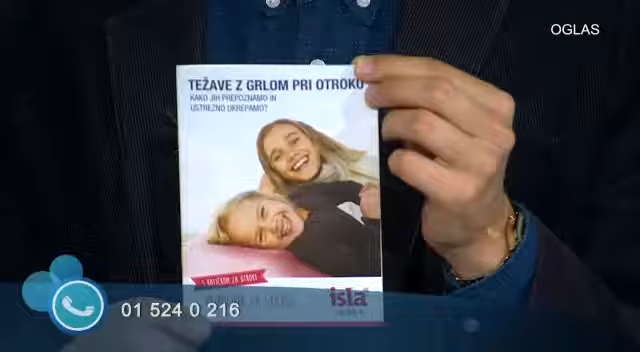 OGLAS
TEŽAVE Z GRLOM PRI OTROKU
KAKO JIH PREPOZNAMO IN
USTREZNO UKREPAMO?
isla
01 524 0 216